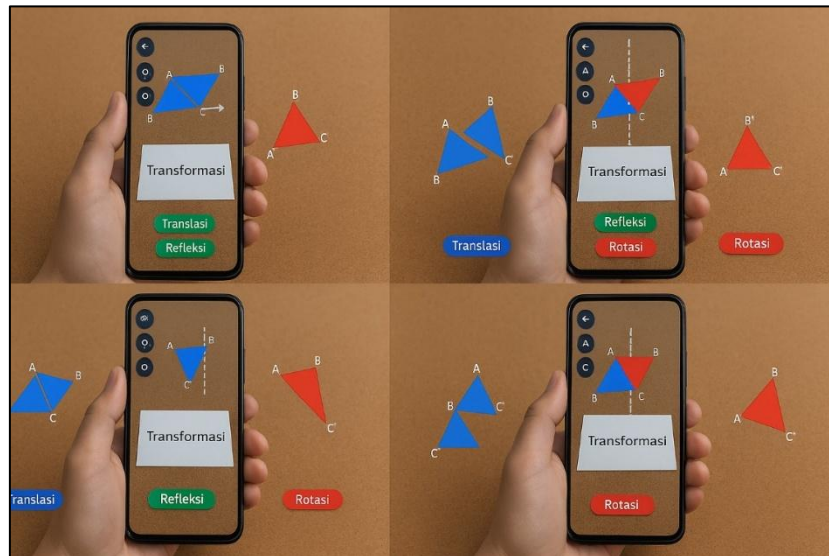 A
B
B
C
B
A
C
Transformasi
Translasi
Refleksi
A
B
B
C'
A
B
B
C
A
C'
Transformasi
Refleksi
Translasi
Rotasi
Rotasi
A
B
C
A
B
C'
A
B
C'
Transformasi
Translasi
Refleksi
Rotasi
A
B
C'
A
B
B
C
B
A
Transformasi
Rotasi